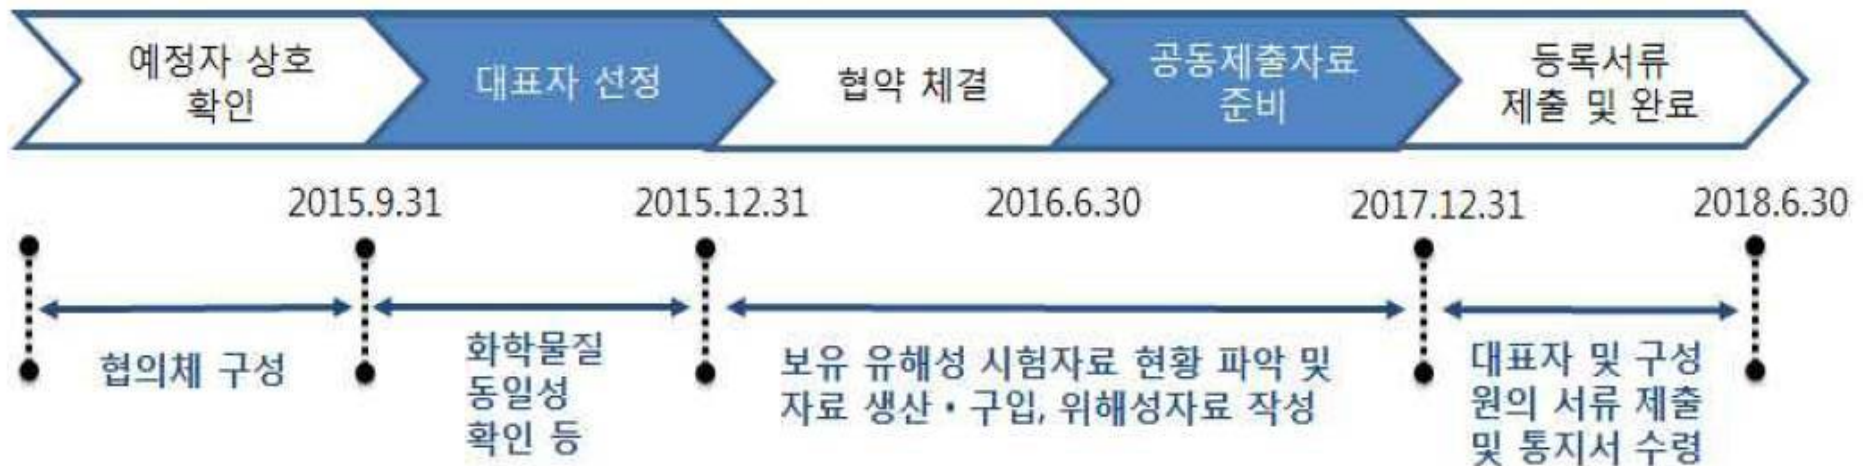 예정자 상호
확인
대표자 선정
협약 체결
공동제출자료
준비
등록서류
제출 및 완료
2015.9.31
2015.12.31
2016.6.30
2017.12.31
2018.6.30
협의체 구성
화학물질
동일성
확인 등
보유 유해성 시험자료 현황 파악 및
자료 생산・구입, 위해성자료 작성
대표자 및 구성
원의 서류 제출
및 통지서 수령